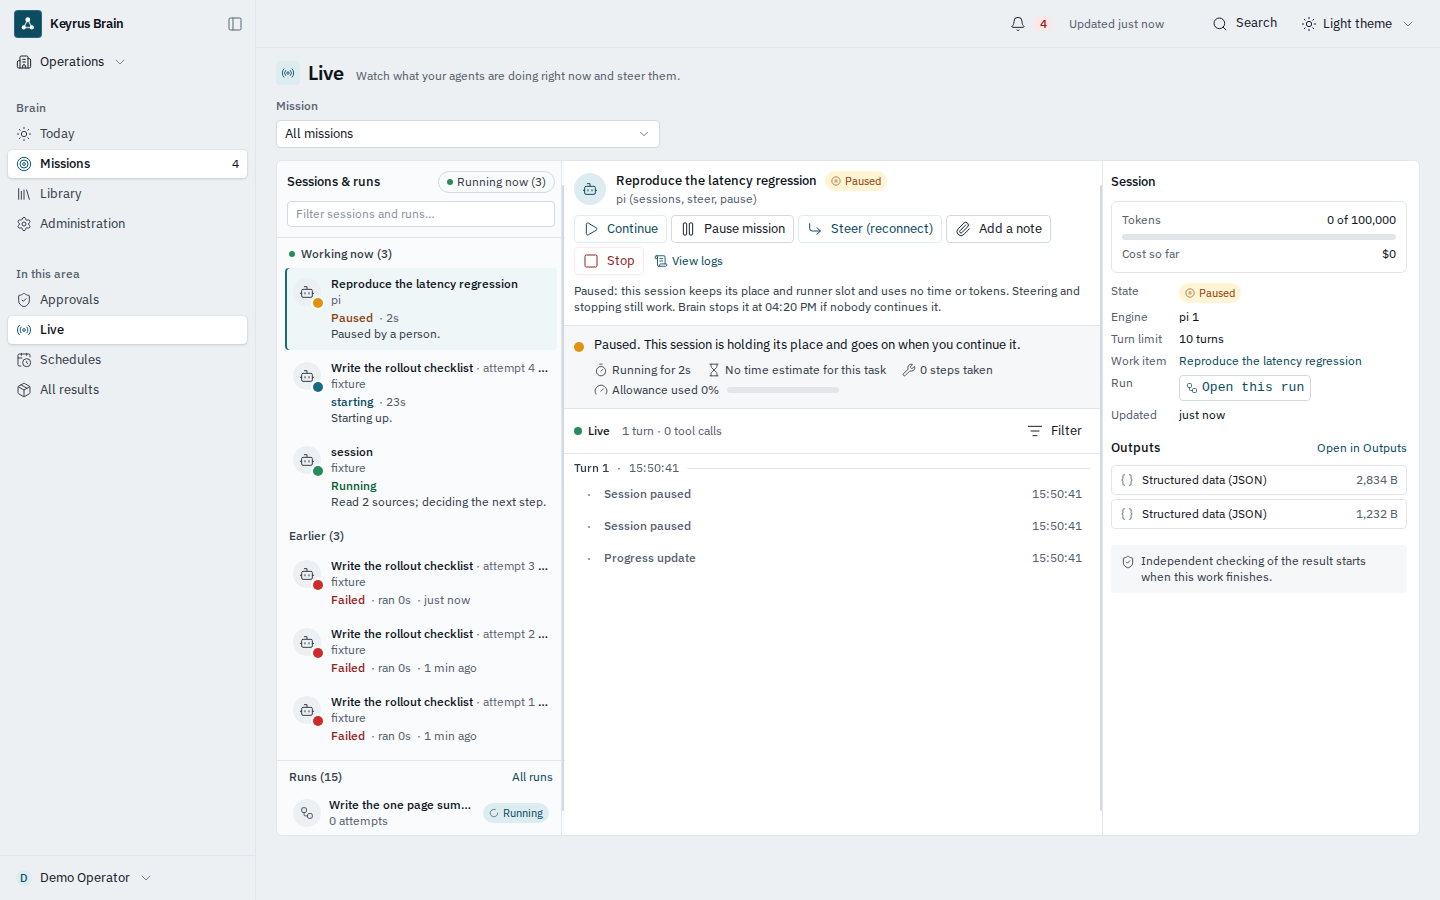 Keyrus Brain
4
Updated just now
Search
Light theme
Operations
Brain
Today
Missions
4
Library
Administration
In this area
Approvals
Live
Schedules
All results
D
Demo Operator
Live
Watch what your agents are doing right now and steer them.
Mission
All missions
Sessions & runs
Running now (3)
Filter sessions and runs...
Working now (3)
Reproduce the latency regression
pi
Paused · 2s
Paused by a person.
Write the rollout checklist · attempt 4 ...
fixture
starting · 23s
Starting up.
session
fixture
Running
Read 2 sources; deciding the next step.
Earlier (3)
Write the rollout checklist · attempt 3 ...
fixture
Failed · ran 0s · just now
Write the rollout checklist · attempt 2 ...
fixture
Failed · ran 0s · 1 min ago
Write the rollout checklist · attempt 1 ...
fixture
Failed · ran 0s · 1 min ago
Runs (15)
All runs
Write the one page sum...
0 attempts
Running
Reproduce the latency regression
Paused
pi (sessions, steer, pause)
Continue
Pause mission
Steer (reconnect)
Add a note
Stop
View logs
Paused: this session keeps its place and runner slot and uses no time or tokens. Steering and
stopping still work. Brain stops it at 04:20 PM if nobody continues it.
Paused. This session is holding its place and goes on when you continue it.
Running for 2s
No time estimate for this task
0 steps taken
Allowance used 0%
Live
1 turn · 0 tool calls
Filter
Turn 1 · 15:50:41
· Session paused 15:50:41
· Session paused 15:50:41
· Progress update 15:50:41
Session
Tokens 0 of 100,000
Cost so far $0
State Paused
Engine pi 1
Turn limit 10 turns
Work item Reproduce the latency regression
Run Open this run
Updated just now
Outputs
Open in Outputs
Structured data (JSON) 2,834 B
Structured data (JSON) 1,232 B
Independent checking of the result starts
when this work finishes.